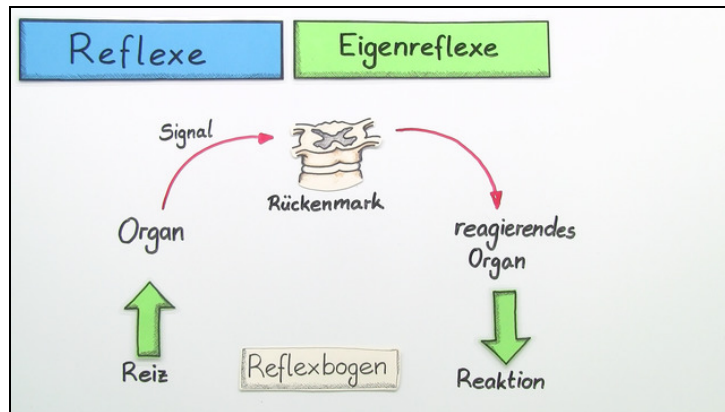 Reflexe
Eigenreflexe
Signal
Rückenmark
Organ
reagierendes
Organ
Reiz
Reflexbogen
Reaktion